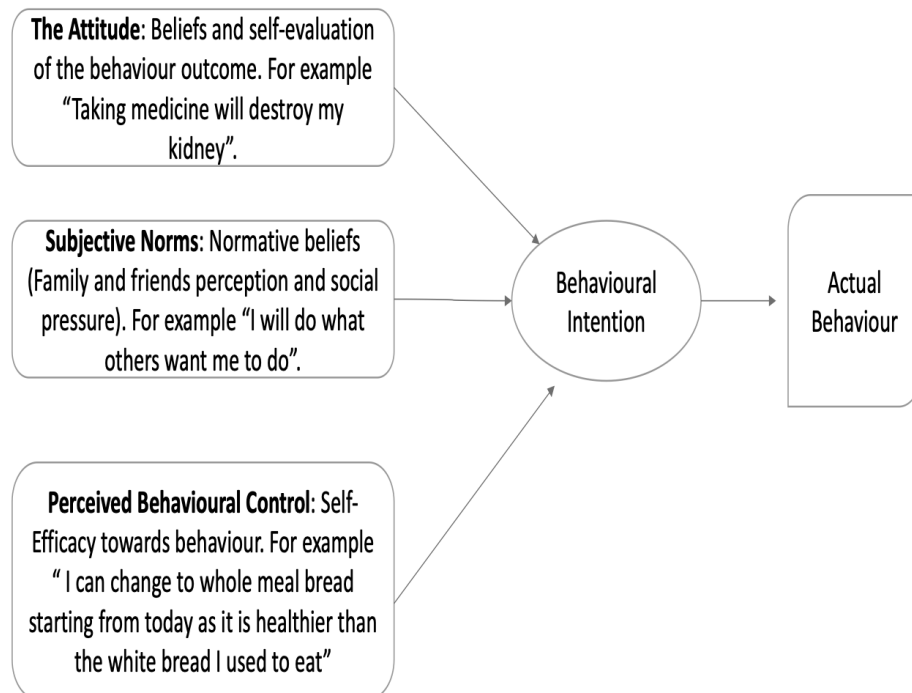 The Attitude: Beliefs and self-evaluation
of the behaviour outcome. For example
“Taking medicine will destroy my
kidney”.
Subjective Norms: Normative beliefs
(Family and friends perception and social
pressure). For example “I will do what
others want me to do”.
Perceived Behavioural Control: Self-
Efficacy towards behaviour. For example
“ I can change to whole meal bread
starting from today as it is healthier than
the white bread I used to eat”
Behavioural
Intention
Actual
Behaviour